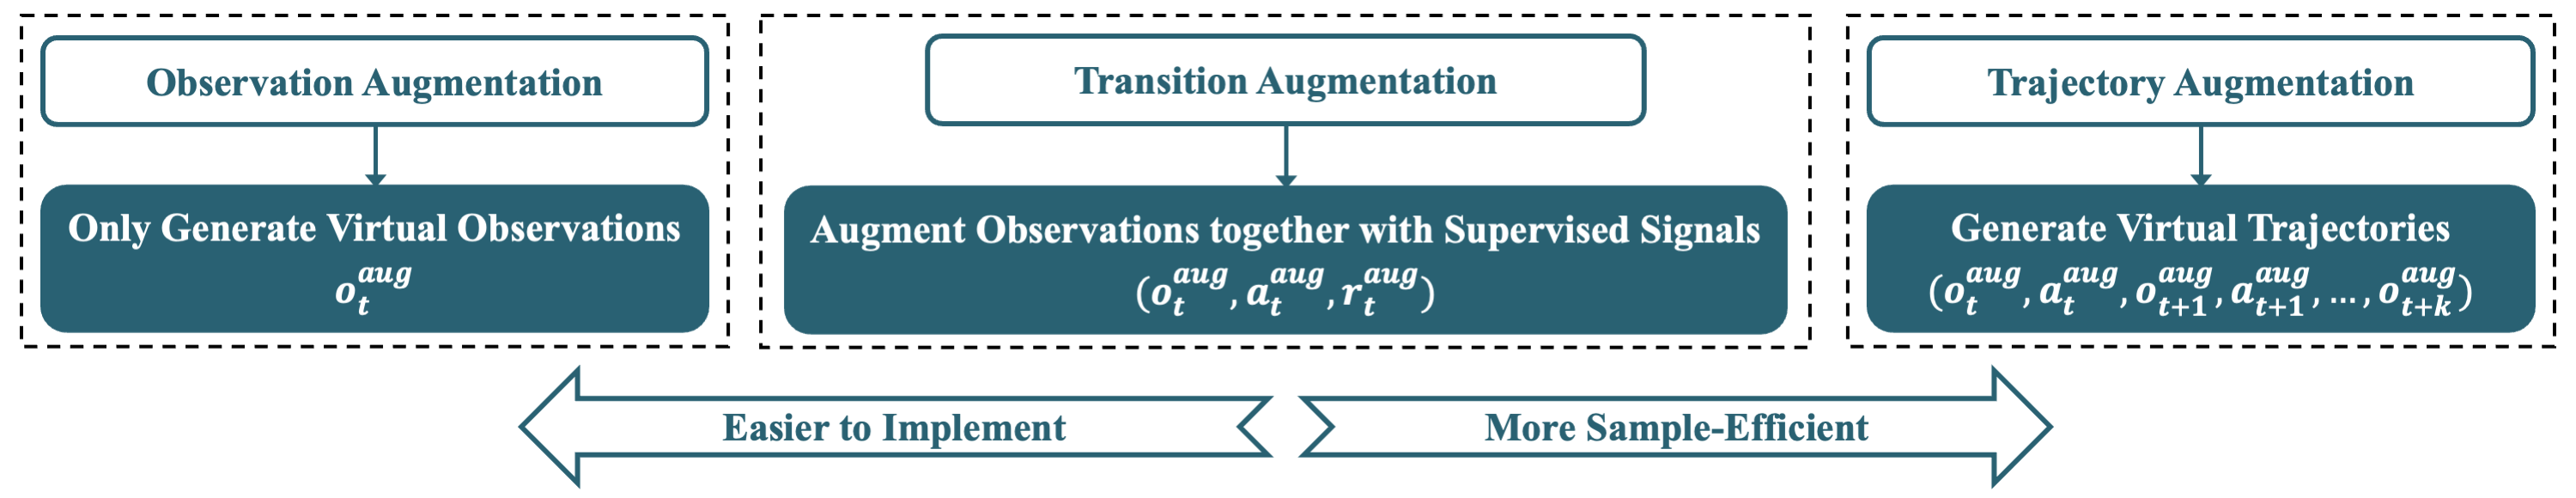 Observation Augmentation
Only Generate Virtual Observations
o_t^{aug}
Transition Augmentation
Augment Observations together with Supervised Signals
(o_t^{aug}, a_t^{aug}, r_t^{aug})
Trajectory Augmentation
Generate Virtual Trajectories
(o_t^{aug}, a_t^{aug}, o_{t+1}^{aug}, a_{t+1}^{aug}, ..., o_{t+k}^{aug})
Easier to Implement
More Sample-Efficient